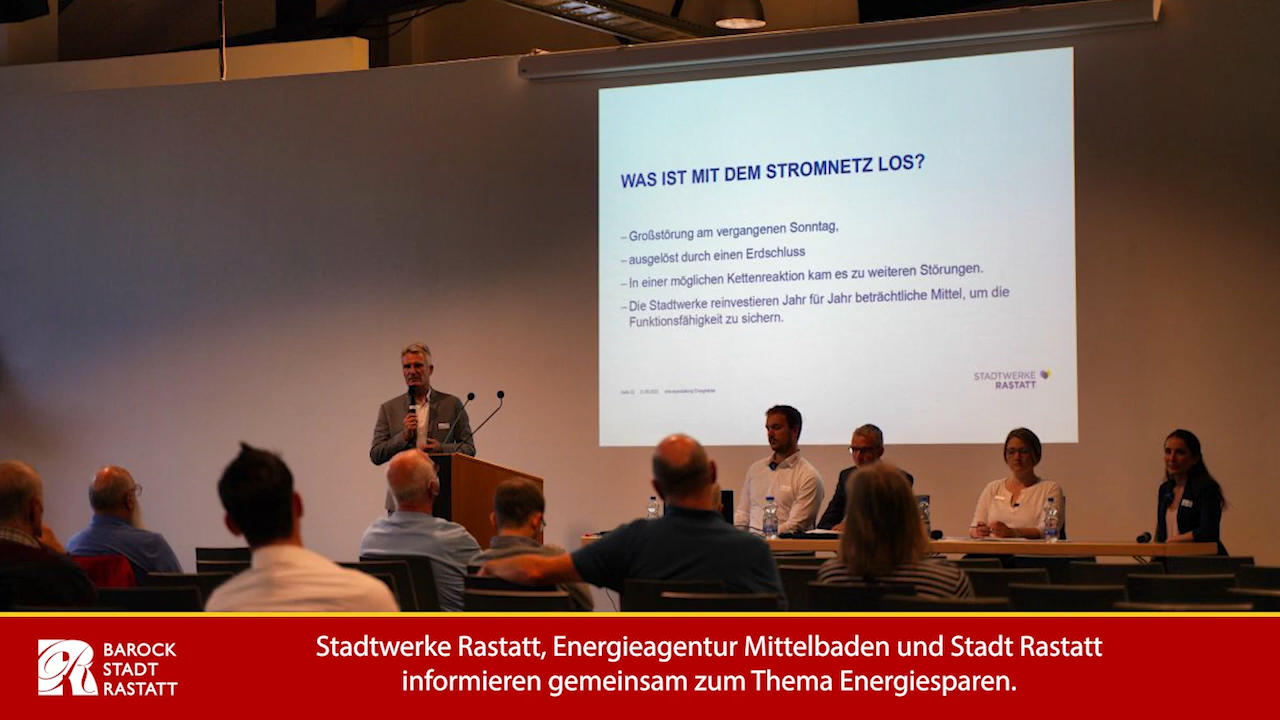 WAS IST MIT DEM STROMNETZ LOS?
– Großstörung am vergangenen Sonntag,
– ausgelöst durch einen Erdschluss
– In einer möglichen Kettenreaktion kam es zu weiteren Störungen.
– Die Stadtwerke reinvestieren Jahr für Jahr beträchtliche Mittel, um die
Funktionsfähigkeit zu sichern.
STADTWERKE
RASTATT
BAROCK
STADT
RASTATT
Stadtwerke Rastatt, Energieagentur Mittelbaden und Stadt Rastatt
informieren gemeinsam zum Thema Energiesparen.